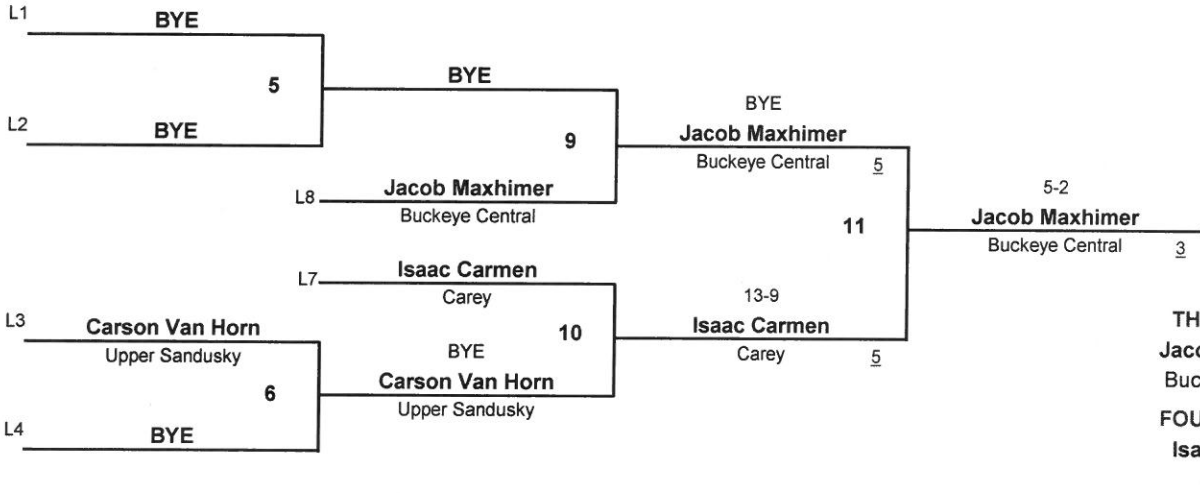 L1
BYE
5
BYE
L2
BYE
BYE
9
Jacob Maxhimer
Buckeye Central 5
L8
Jacob Maxhimer
Buckeye Central
11
5-2
Jacob Maxhimer
Buckeye Central 3
L7
Isaac Carmen
Carey
10
13-9
Isaac Carmen
Carey 5
L3
Carson Van Horn
Upper Sandusky
6
BYE
Carson Van Horn
Upper Sandusky
L4
BYE
TH
Jaco
Buc
FOU
Isa